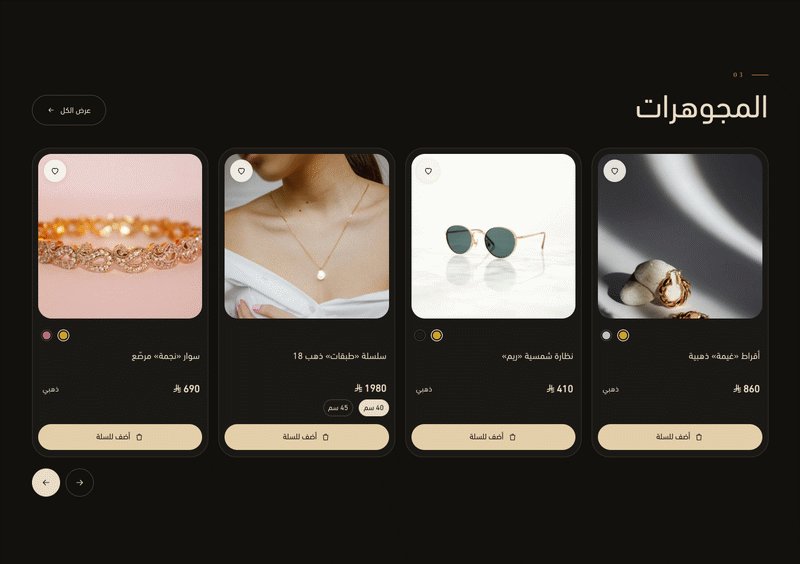 01
المجوهرات
عرض الكل
أقراط «غيمة» ذهبية
860
ذهبي
أضف للسلة
نظارة شمسية «ريم»
410
ذهبي
أضف للسلة
سلسلة «طبقات» ذهب 18
1980
40 سم
45 سم
أضف للسلة
سوار «نجمة» مرصّع
690
ذهبي
أضف للسلة